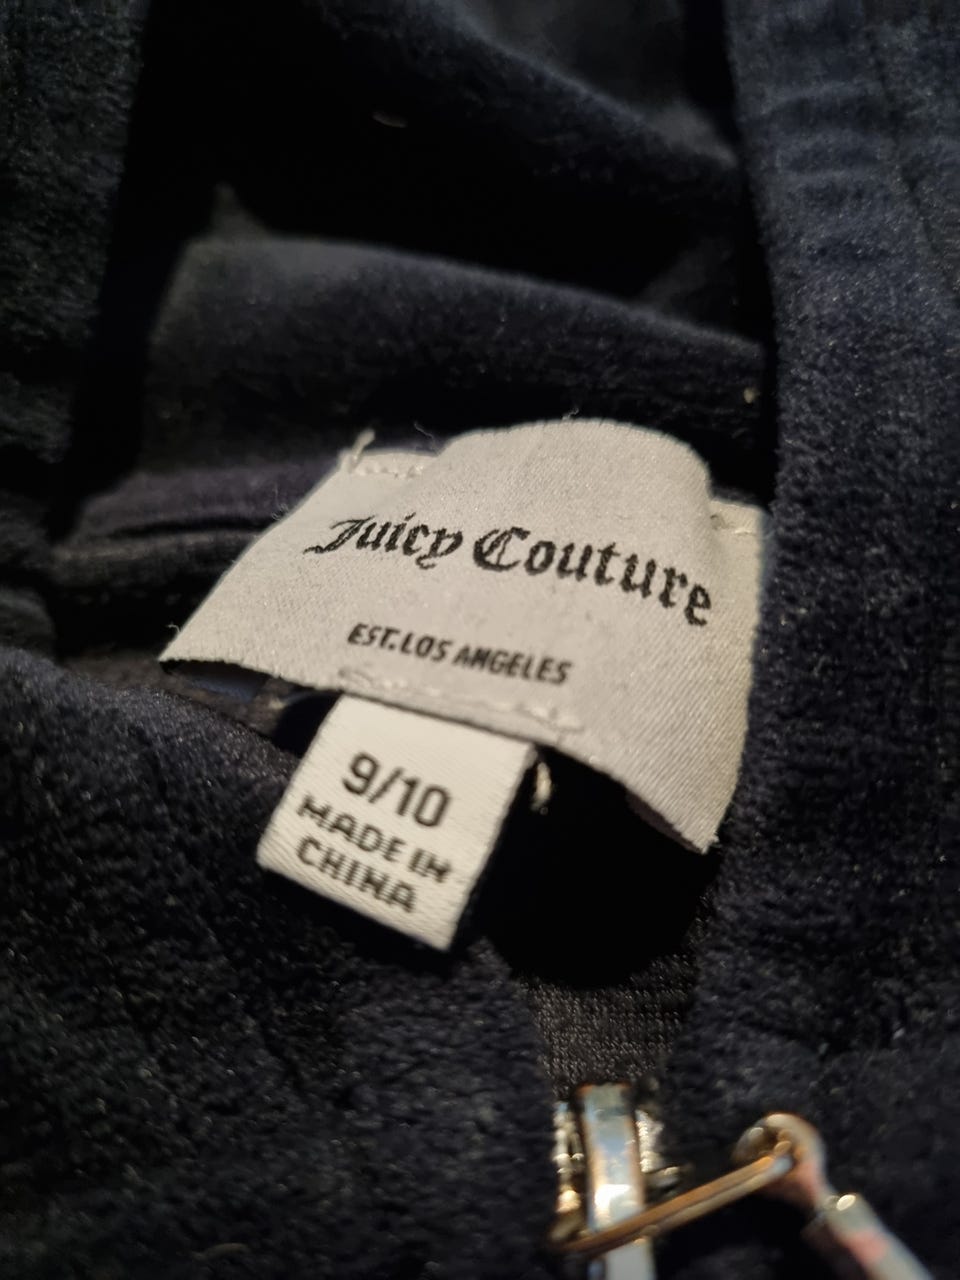 Juicy Couture
EST. LOS ANGELES
9/10
MADE IN
CHINA